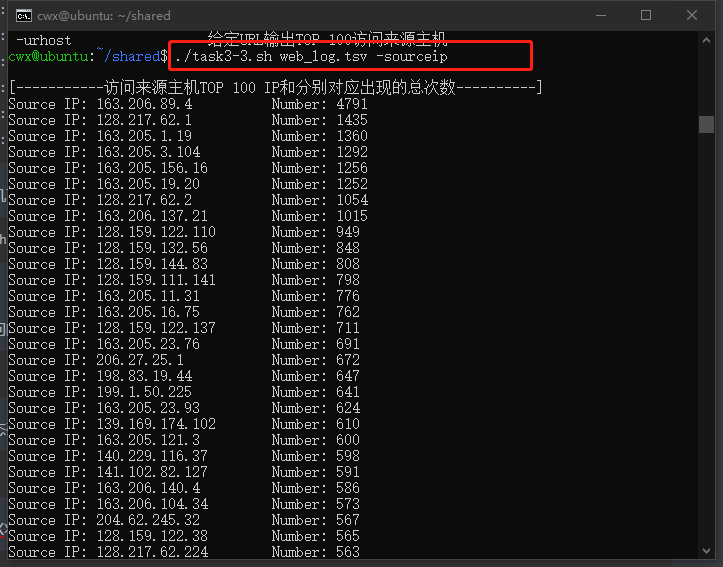 cwx@ubuntu: ~/shared
-urhost 给定URL输出TOP 100访问来源主机
cwx@ubuntu:~/shared$ ./task3-3.sh web_log.tsv -sourceip
[-----------访问来源主机TOP 100 IP和分别对应出现的总次数----------]
Source IP: 163.206.89.4 Number: 4791
Source IP: 128.217.62.1 Number: 1435
Source IP: 163.205.1.19 Number: 1360
Source IP: 163.205.3.104 Number: 1292
Source IP: 163.205.156.16 Number: 1256
Source IP: 163.205.19.20 Number: 1252
Source IP: 128.217.62.2 Number: 1054
Source IP: 163.206.137.21 Number: 1015
Source IP: 128.159.122.110 Number: 949
Source IP: 128.159.132.56 Number: 848
Source IP: 128.159.144.83 Number: 808
Source IP: 128.159.111.141 Number: 798
Source IP: 163.205.11.31 Number: 776
Source IP: 163.205.16.75 Number: 762
Source IP: 128.159.122.137 Number: 711
Source IP: 163.205.23.76 Number: 691
Source IP: 206.27.25.1 Number: 672
Source IP: 198.83.19.44 Number: 647
Source IP: 199.1.50.225 Number: 641
Source IP: 163.205.23.93 Number: 624
Source IP: 139.169.174.102 Number: 610
Source IP: 163.205.121.3 Number: 600
Source IP: 140.229.116.37 Number: 598
Source IP: 141.102.82.127 Number: 591
Source IP: 163.206.140.4 Number: 586
Source IP: 163.206.104.34 Number: 573
Source IP: 204.62.245.32 Number: 567
Source IP: 128.159.122.38 Number: 565
Source IP: 128.217.62.224 Number: 563